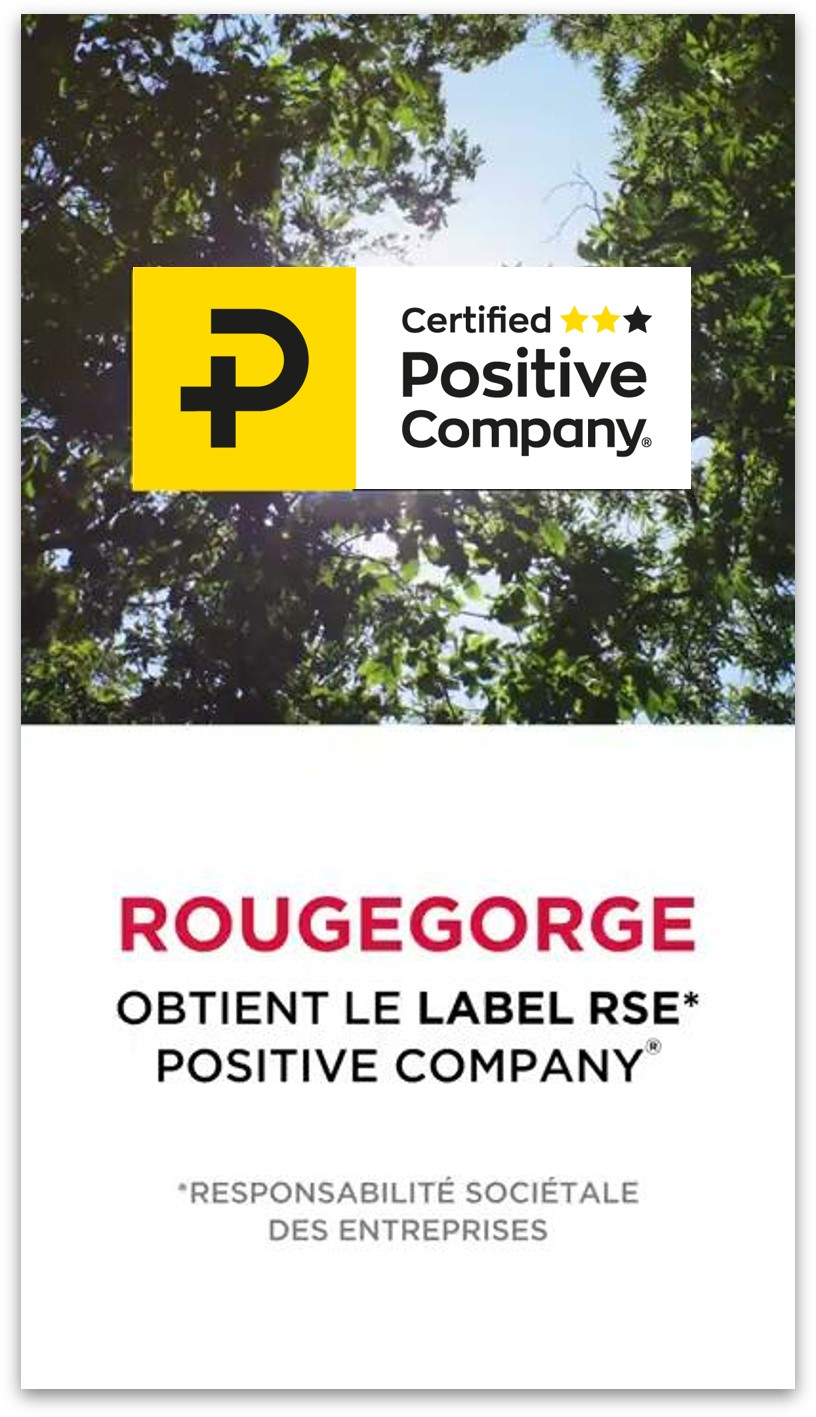 Certified
Positive
Company®
ROUGEGORGE
OBTIENT LE LABEL RSE*
POSITIVE COMPANY®
*RESPONSABILITÉ SOCIÉTALE
DES ENTREPRISES